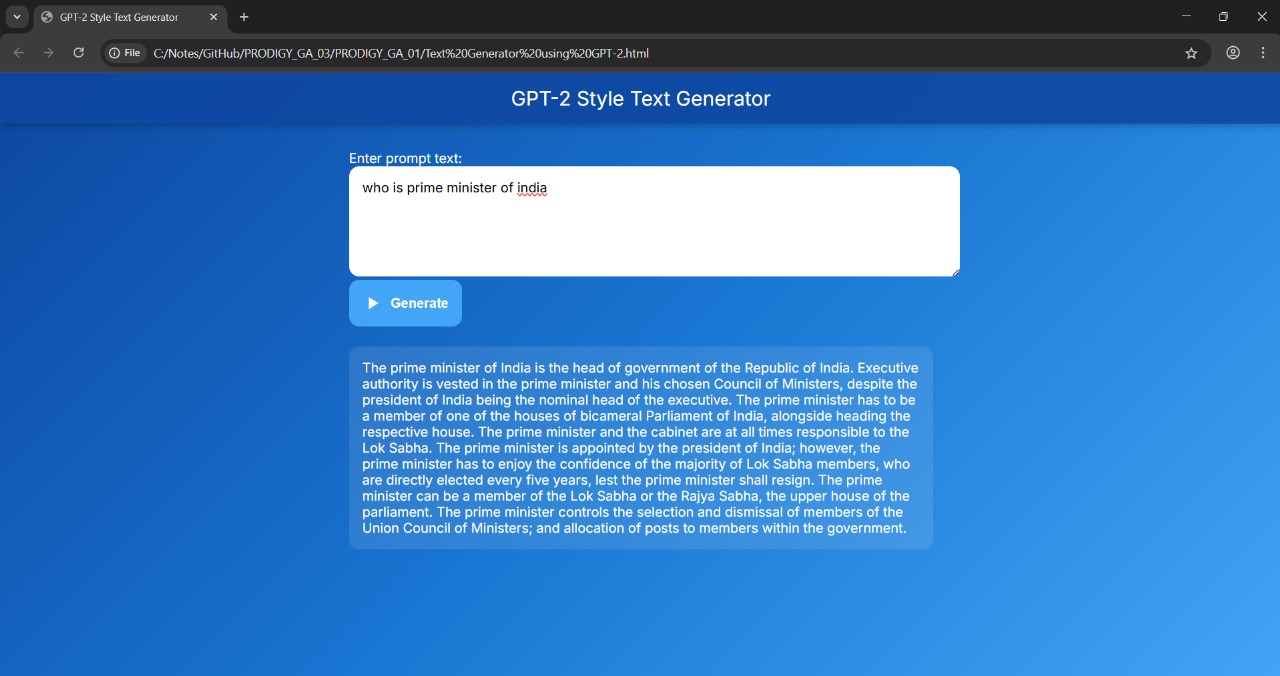 GPT-2 Style Text Generator
File C:/Notes/GitHub/PRODIGY_GA_03/PRODIGY_GA_01/Text%20Generator%20using%20GPT-2.html
GPT-2 Style Text Generator
Enter prompt text:
who is prime minister of india
Generate
The prime minister of India is the head of government of the Republic of India. Executive
authority is vested in the prime minister and his chosen Council of Ministers, despite the
president of India being the nominal head of the executive. The prime minister has to be
a member of one of the houses of bicameral Parliament of India, alongside heading the
respective house. The prime minister and the cabinet are at all times responsible to the
Lok Sabha. The prime minister is appointed by the president of India; however, the
prime minister has to enjoy the confidence of the majority of Lok Sabha members, who
are directly elected every five years, lest the prime minister shall resign. The prime
minister can be a member of the Lok Sabha or the Rajya Sabha, the upper house of the
parliament. The prime minister controls the selection and dismissal of members of the
Union Council of Ministers; and allocation of posts to members within the government.